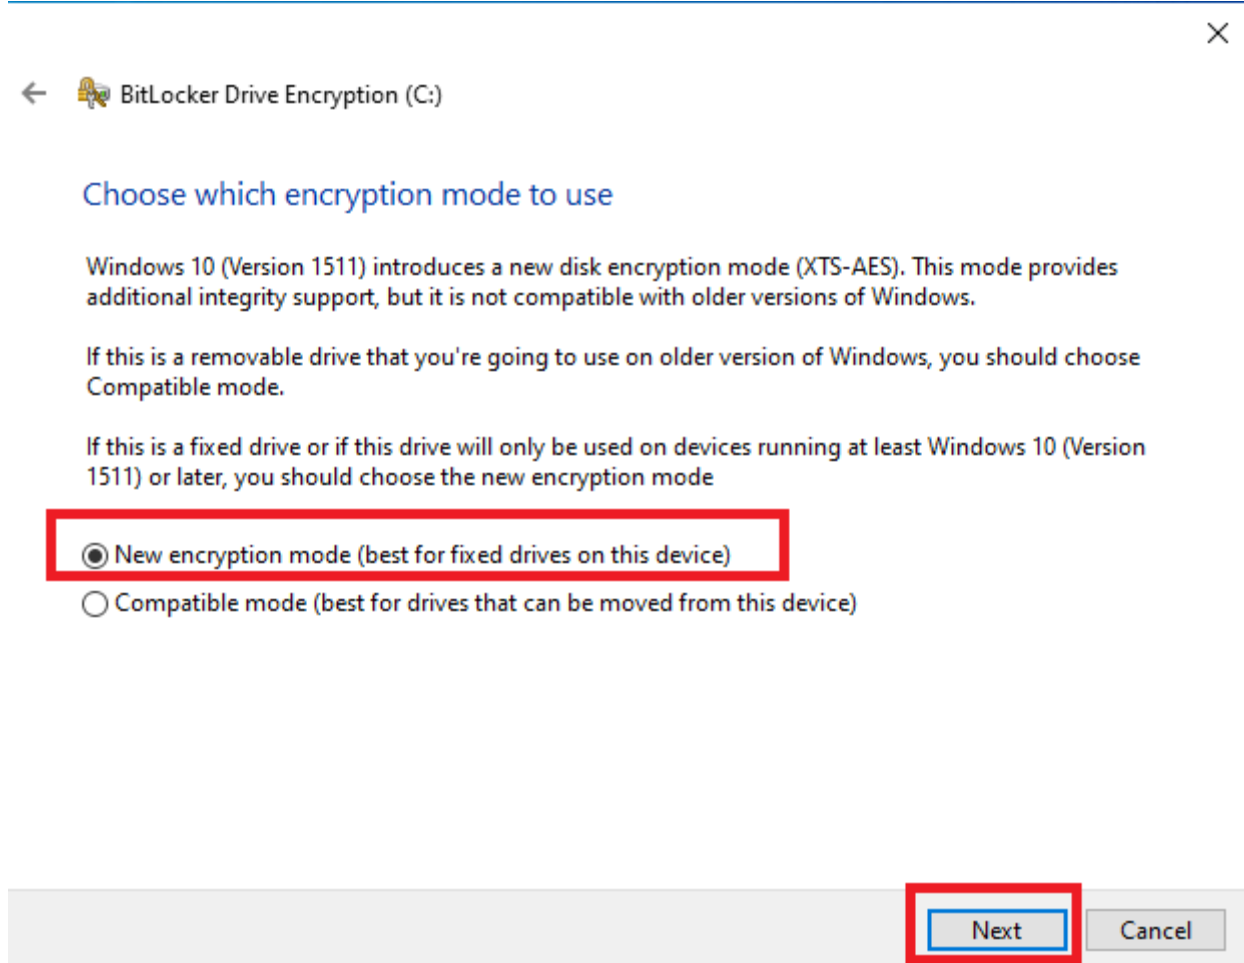 BitLocker Drive Encryption (C:)
Choose which encryption mode to use
Windows 10 (Version 1511) introduces a new disk encryption mode (XTS-AES). This mode provides
additional integrity support, but it is not compatible with older versions of Windows.
If this is a removable drive that you're going to use on older version of Windows, you should choose
Compatible mode.
If this is a fixed drive or if this drive will only be used on devices running at least Windows 10 (Version
1511) or later, you should choose the new encryption mode
New encryption mode (best for fixed drives on this device)
Compatible mode (best for drives that can be moved from this device)
Next Cancel